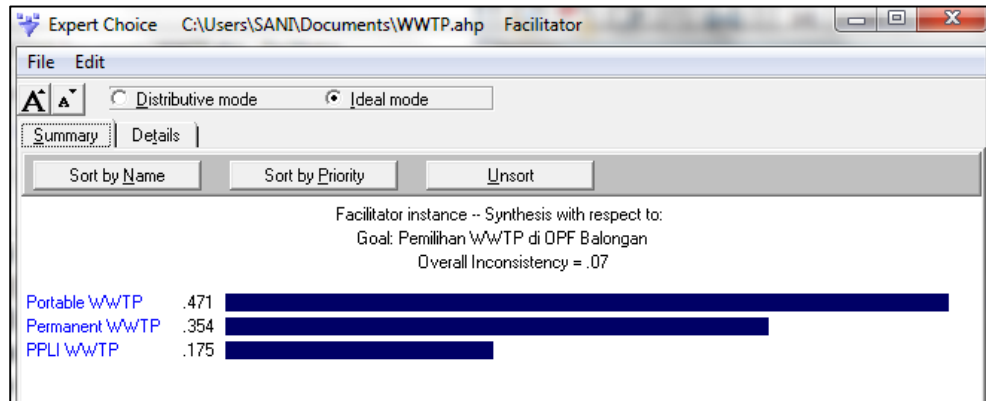 Expert Choice C:\Users\SANI\Documents\WWTP.ahp Facilitator
File Edit
A A Distributive mode Ideal mode
Summary Details
Sort by Name Sort by Priority Unsort
Facilitator instance -- Synthesis with respect to:
Goal: Pemilihan WWTP di OPF Balongan
Overall Inconsistency = .07
Portable WWTP .471
Permanent WWTP .354
PPLI WWTP .175